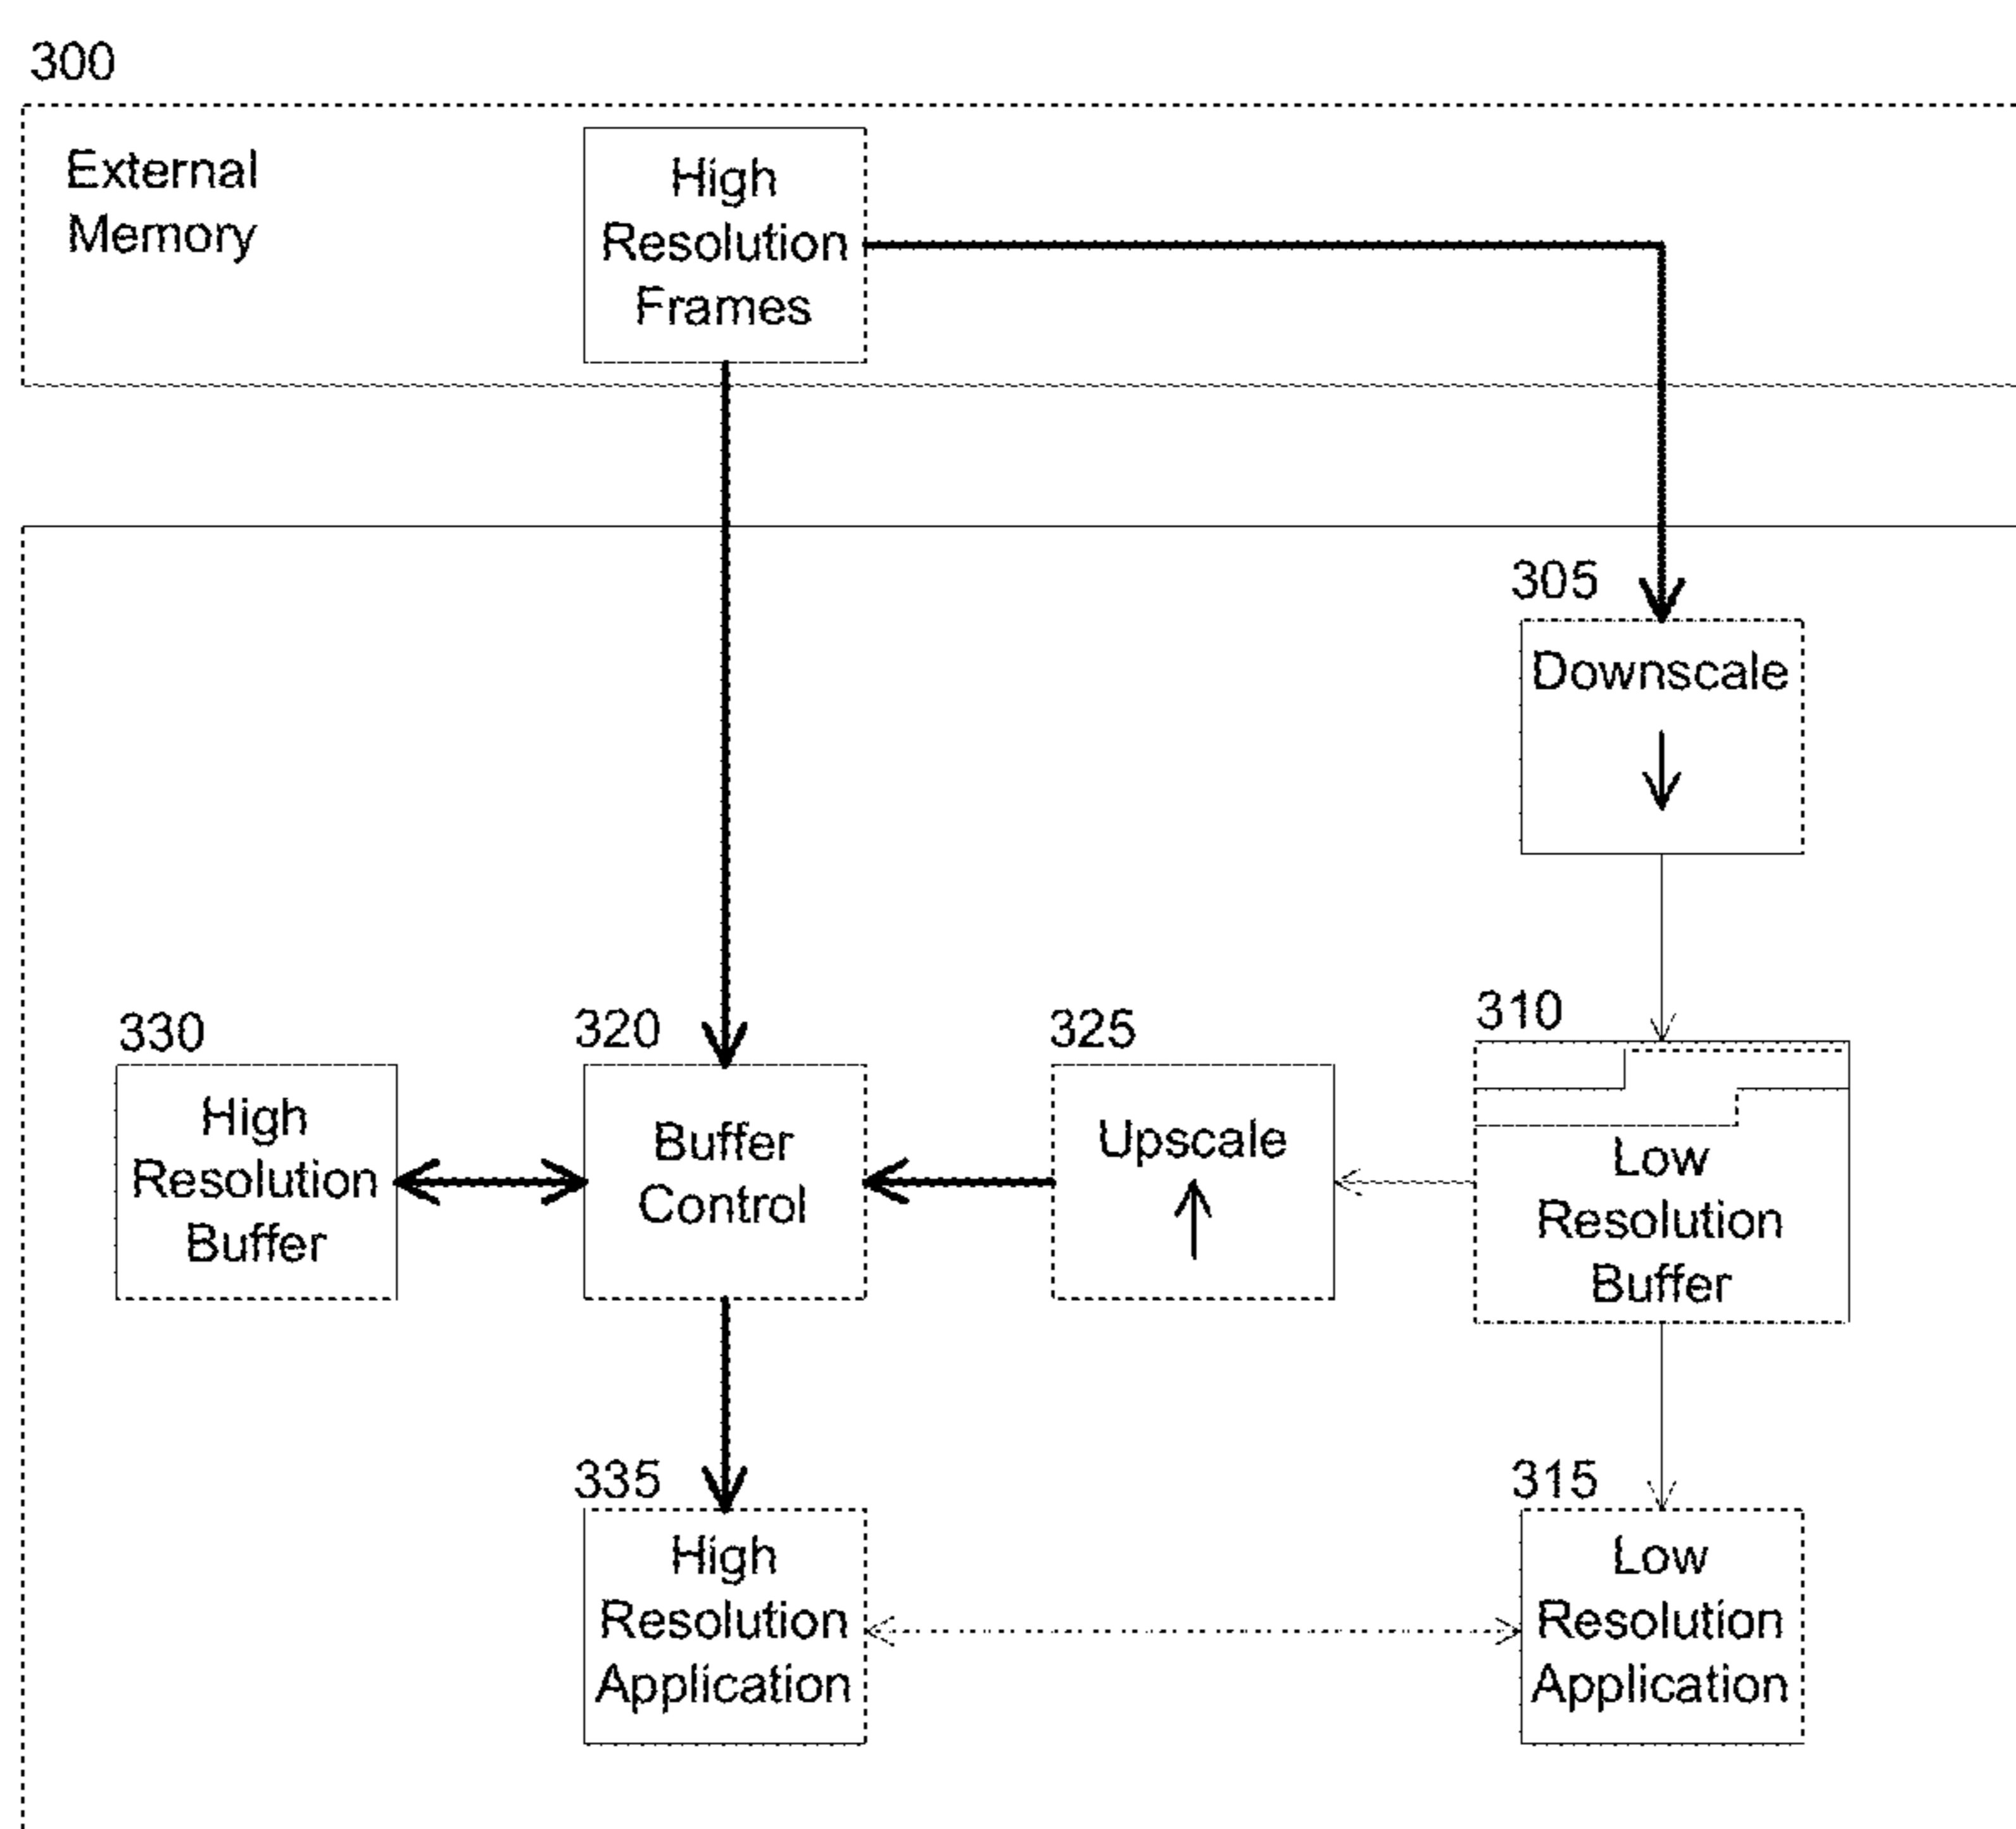 300
External
Memory
High
Resolution
Frames
305
Downscale
330
High
Resolution
Buffer
320
Buffer
Control
325
Upscale
310
Low
Resolution
Buffer
335
High
Resolution
Application
315
Low
Resolution
Application